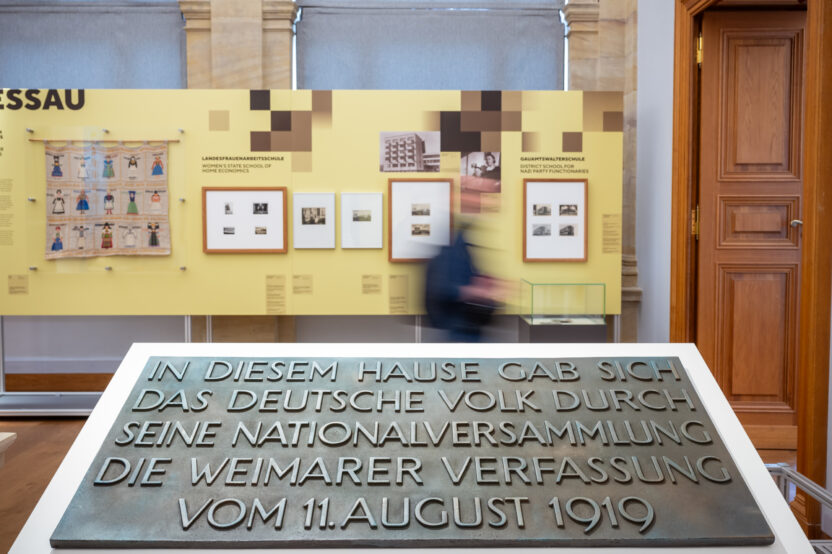 ESSAU
LANDESFRAUENARBEITSSCHULE
WOMEN'S STATE SCHOOL OF
HOME ECONOMICS
GAUAMTSWALTERSCHULE
DISTRICT SCHOOL FOR
NAZI PARTY FUNCTIONARIES
IN DIESEM HAUSE GAB SICH
DAS DEUTSCHE VOLK DURCH
SEINE NATIONALVERSAMMLUNG
DIE WEIMARER VERFASSUNG
VOM 11. AUGUST 1919